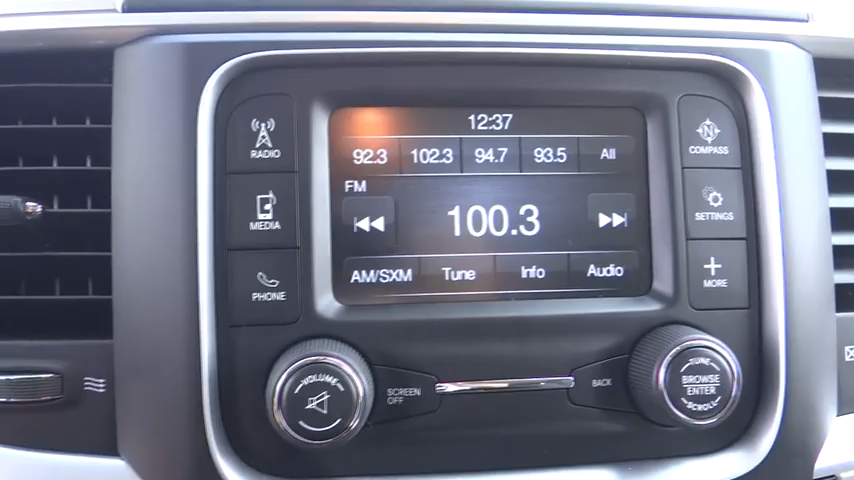 12:37
92.3 102.3 94.7 93.5 All
FM
100.3
AM/SXM Tune Info Audio
RADIO
MEDIA
PHONE
N
COMPASS
SETTINGS
MORE
VOLUME
SCREEN
OFF
BACK
TUNE
BROWSE
ENTER
SCROLL